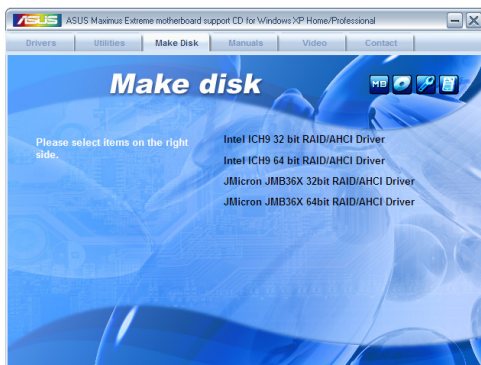 ASUS ASUS Maximus Extreme motherboard support CD for Windows XP Home/Professional
Drivers Utilities Make Disk Manuals Video Contact
Make disk
MB
Please select items on the right
side.
Intel ICH9 32 bit RAID/AHCI Driver
Intel ICH9 64 bit RAID/AHCI Driver
JMicron JMB36X 32bit RAID/AHCI Driver
JMicron JMB36X 64bit RAID/AHCI Driver